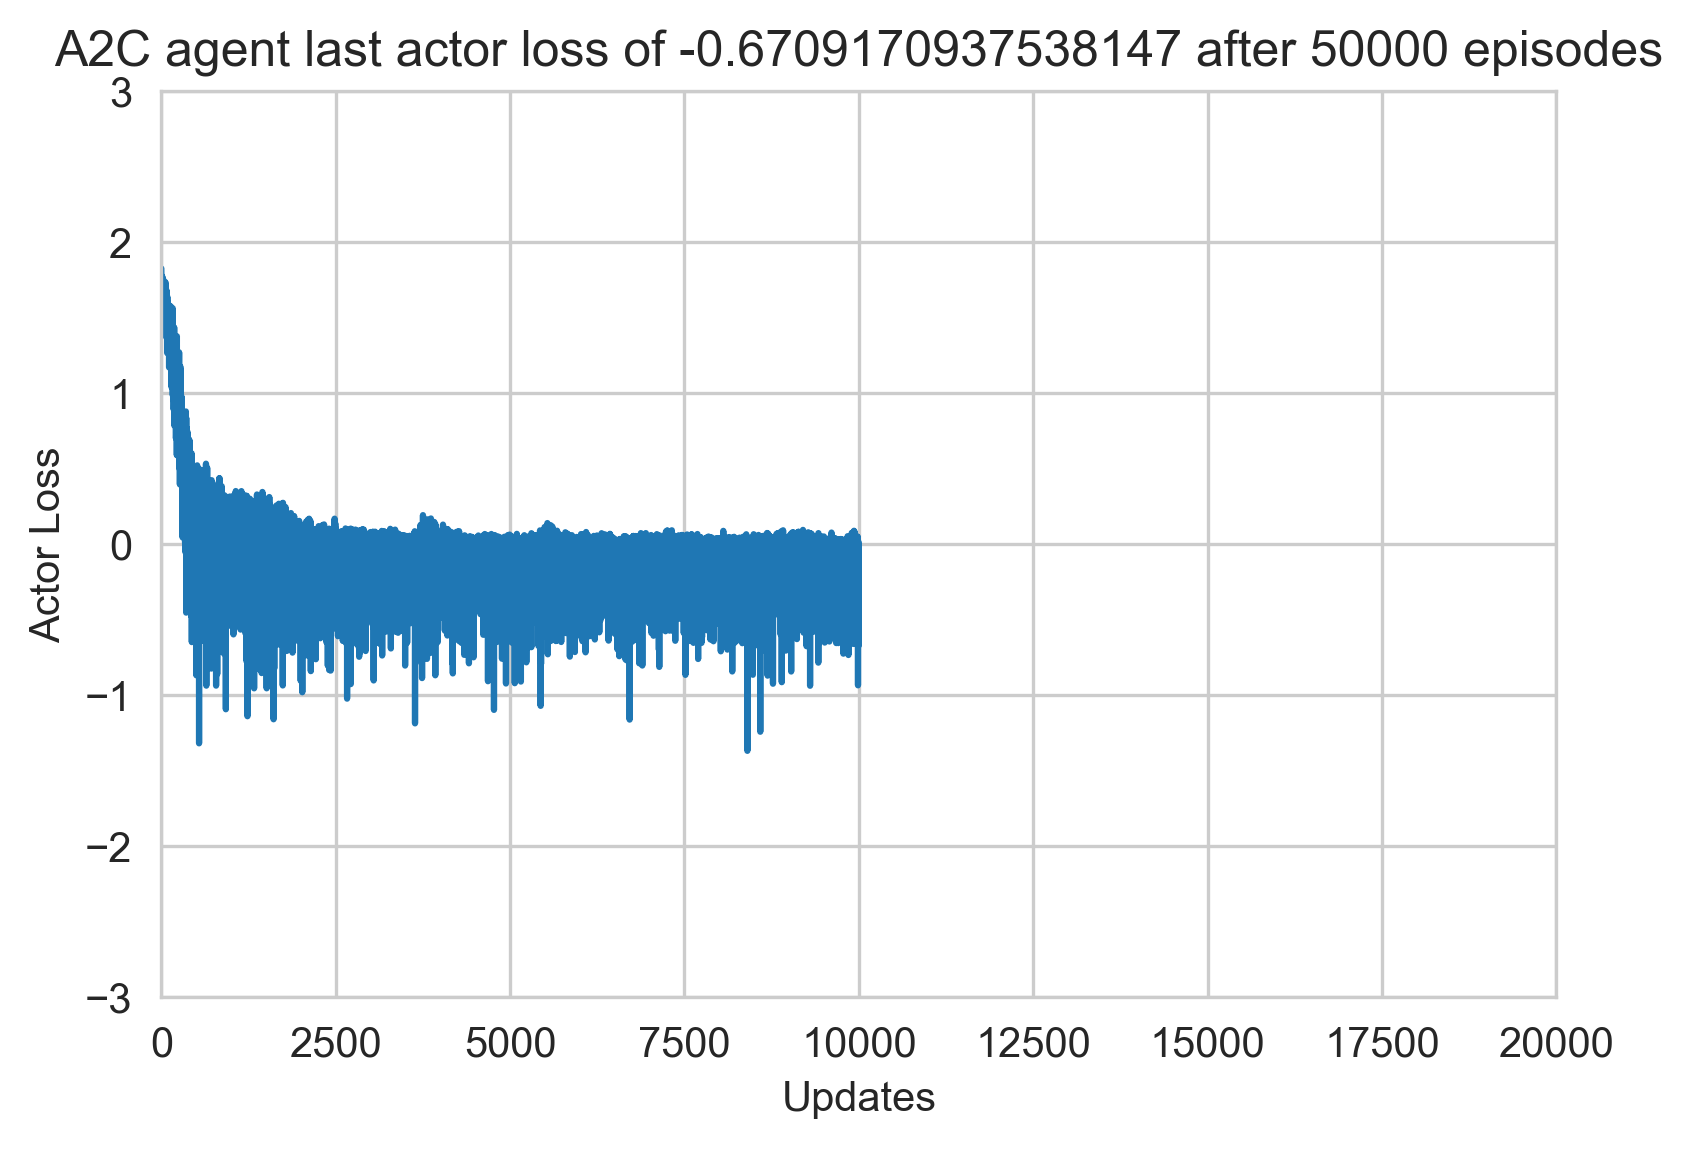 A2C agent last actor loss of -0.6709170937538147 after 50000 episodes
3
2
1
0
−1
−2
−3
Actor Loss
0 2500 5000 7500 10000 12500 15000 17500 20000
Updates